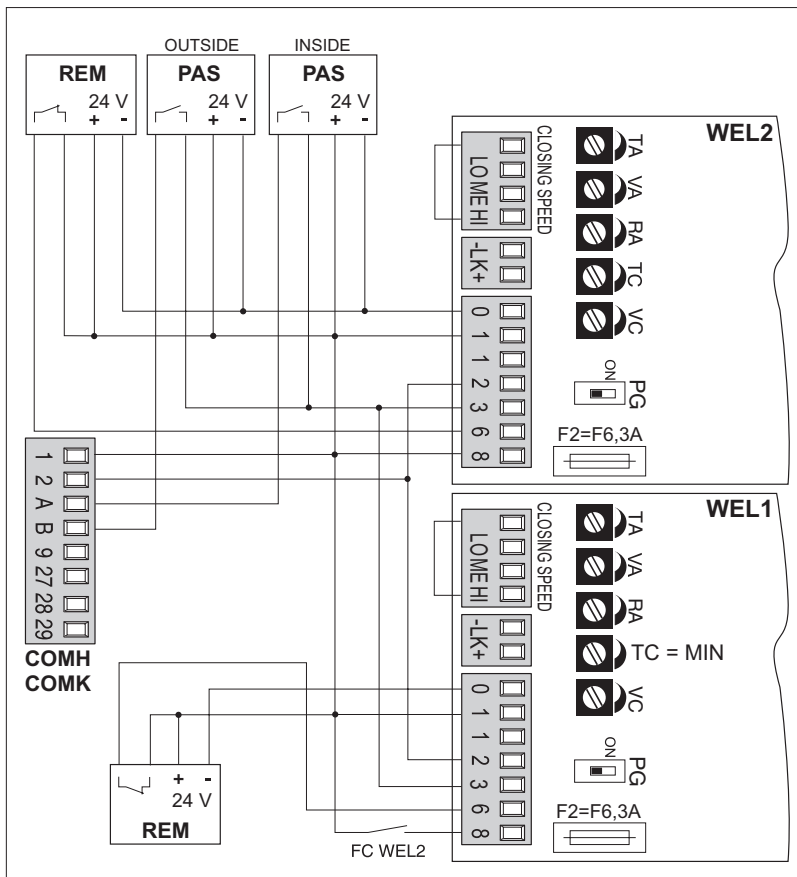 OUTSIDE
INSIDE
REM
PAS
PAS
24 V
24 V
24 V
+ -
+ -
+ -
WEL2
CLOSING SPEED
LO ME HI
-LK+
0
1
1
2
3
6
8
TA
VA
RA
TC
VC
ON
PG
F2=F6,3A
1
2
A
B
9
27
28
29
COMH
COMK
WEL1
CLOSING SPEED
LO ME HI
-LK+
0
1
1
2
3
6
8
TA
VA
RA
TC = MIN
VC
ON
PG
F2=F6,3A
+ -
24 V
REM
FC WEL2